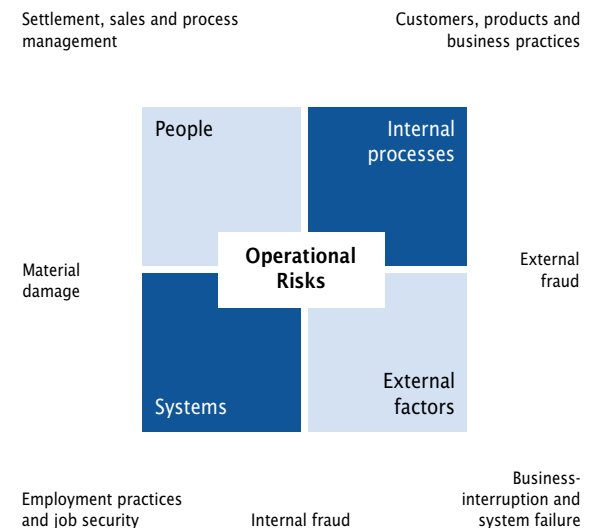 Settlement, sales and process
management
Customers, products and
business practices
People
Internal
processes
Operational
Risks
Material
damage
External
fraud
Systems
External
factors
Employment practices
and job security
Internal fraud
Business-
interruption and
system failure